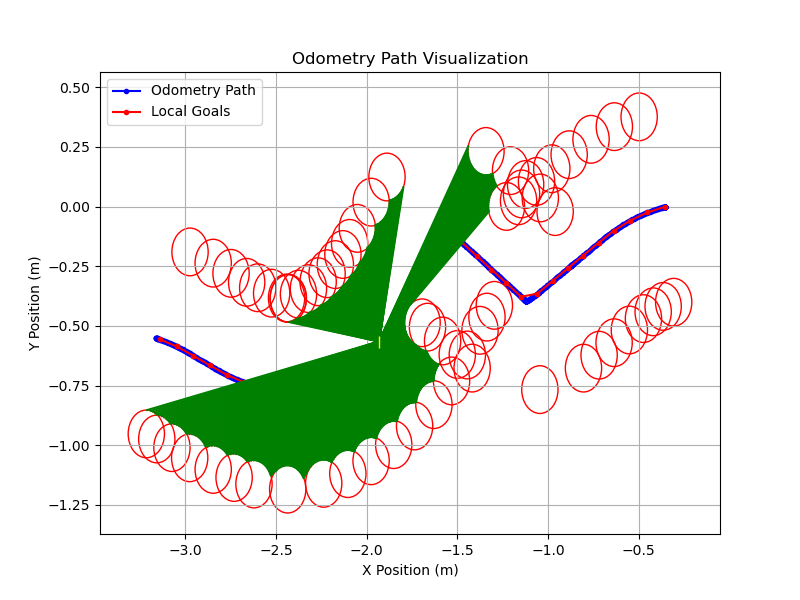 Odometry Path Visualization
Odometry Path
Local Goals
0.50
0.25
0.00
−0.25
−0.50
−0.75
−1.00
−1.25
Y Position (m)
−3.0 −2.5 −2.0 −1.5 −1.0 −0.5
X Position (m)